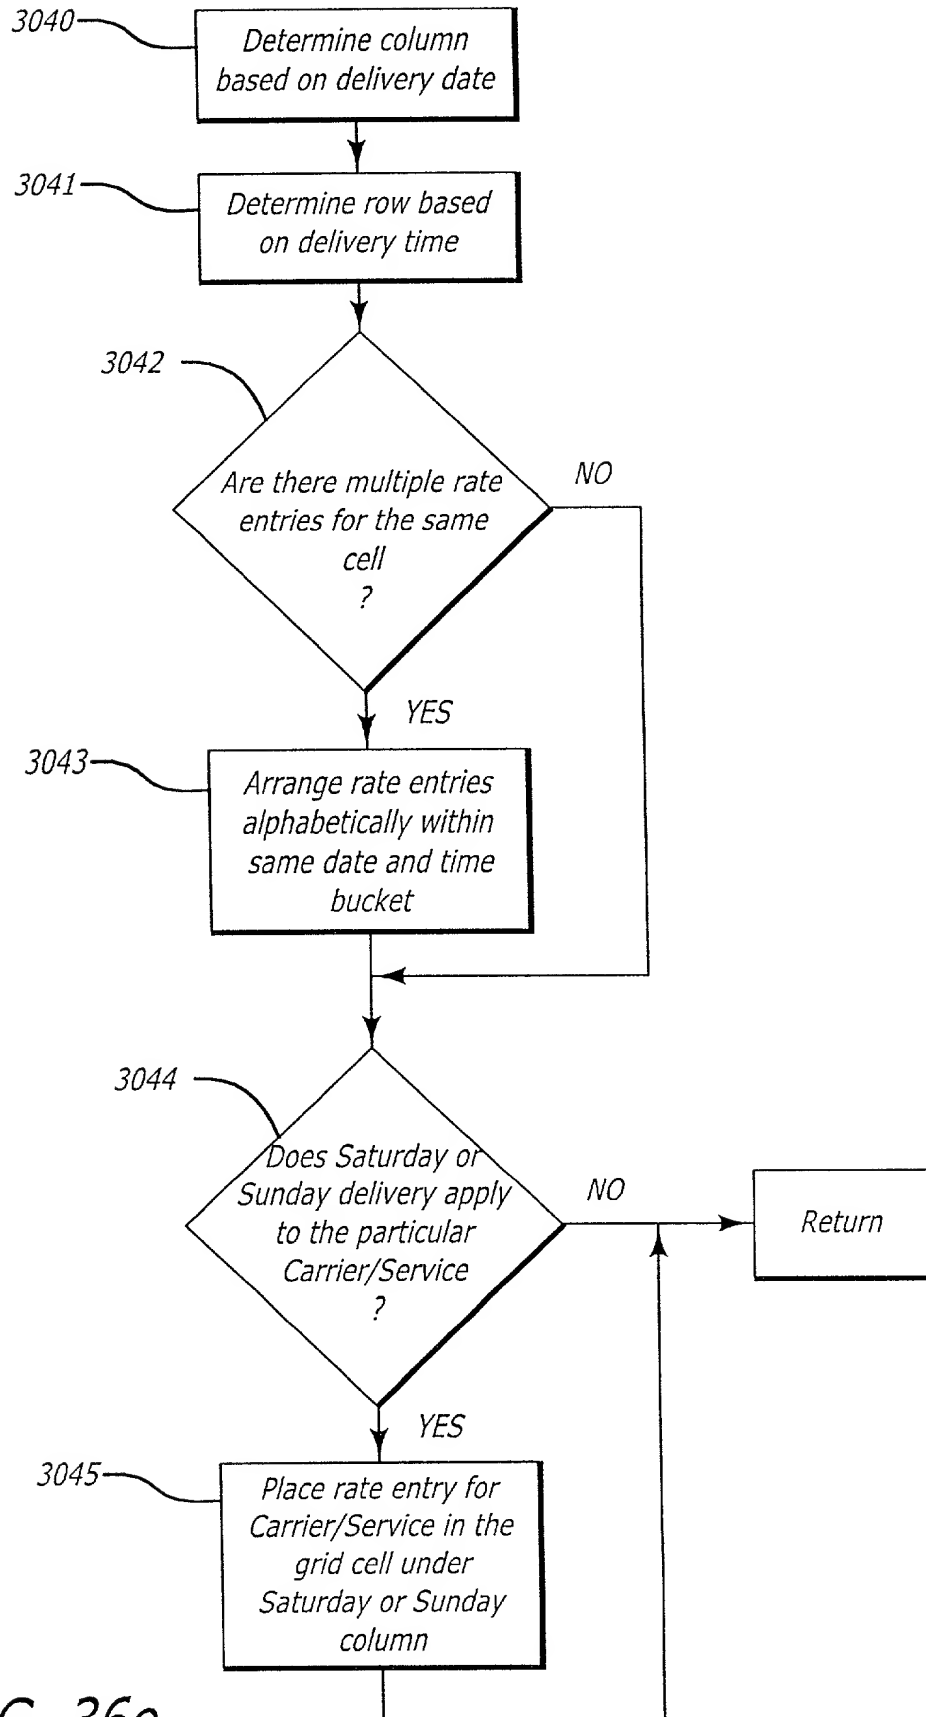 3040
Determine column
based on delivery date
3041
Determine row based
on delivery time
3042
Are there multiple rate
entries for the same
cell
?
NO
YES
3043
Arrange rate entries
alphabetically within
same date and time
bucket
3044
Does Saturday or
Sunday delivery apply
to the particular
Carrier/Service
?
NO
Return
YES
3045
Place rate entry for
Carrier/Service in the
grid cell under
Saturday or Sunday
column